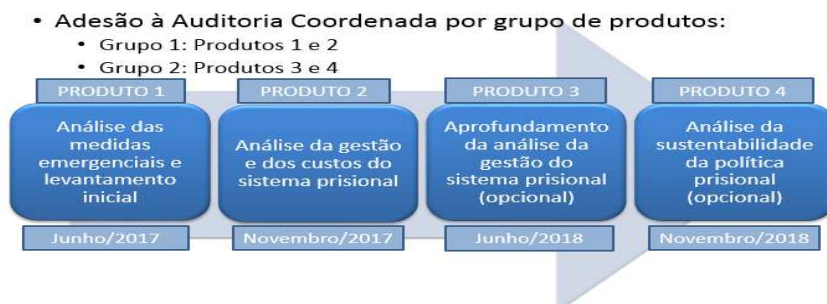 • Adesão à Auditoria Coordenada por grupo de produtos:
• Grupo 1: Produtos 1 e 2
• Grupo 2: Produtos 3 e 4
PRODUTO 1
Análise das
medidas
emergenciais e
levantamento
inicial
Junho/2017
PRODUTO 2
Análise da gestão
e dos custos do
sistema prisional
Novembro/2017
PRODUTO 3
Aprofundamento
da análise da
gestão do
sistema prisional
(opcional)
Junho/2018
PRODUTO 4
Análise da
sustentabilidade
da política
prisional
(opcional)
Novembro/2018